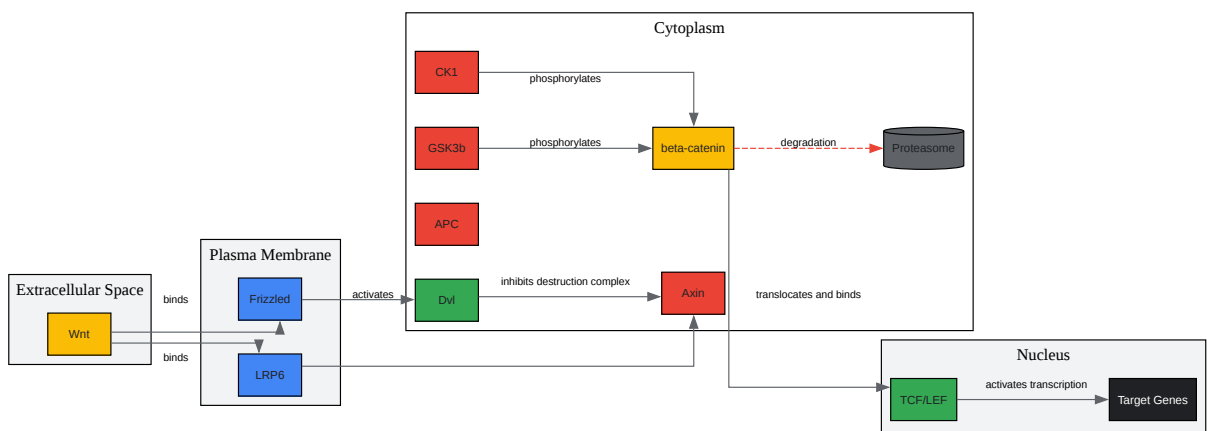 Cytoplasm
CK1
phosphorylates
GSK3b
phosphorylates
beta-catenin
degradation
Proteasome
APC
Plasma Membrane
Extracellular Space
binds
Frizzled
activates
Dvl
inhibits destruction complex
Axin
translocates and binds
Wnt
binds
LRP6
Nucleus
TCF/LEF
activates transcription
Target Genes